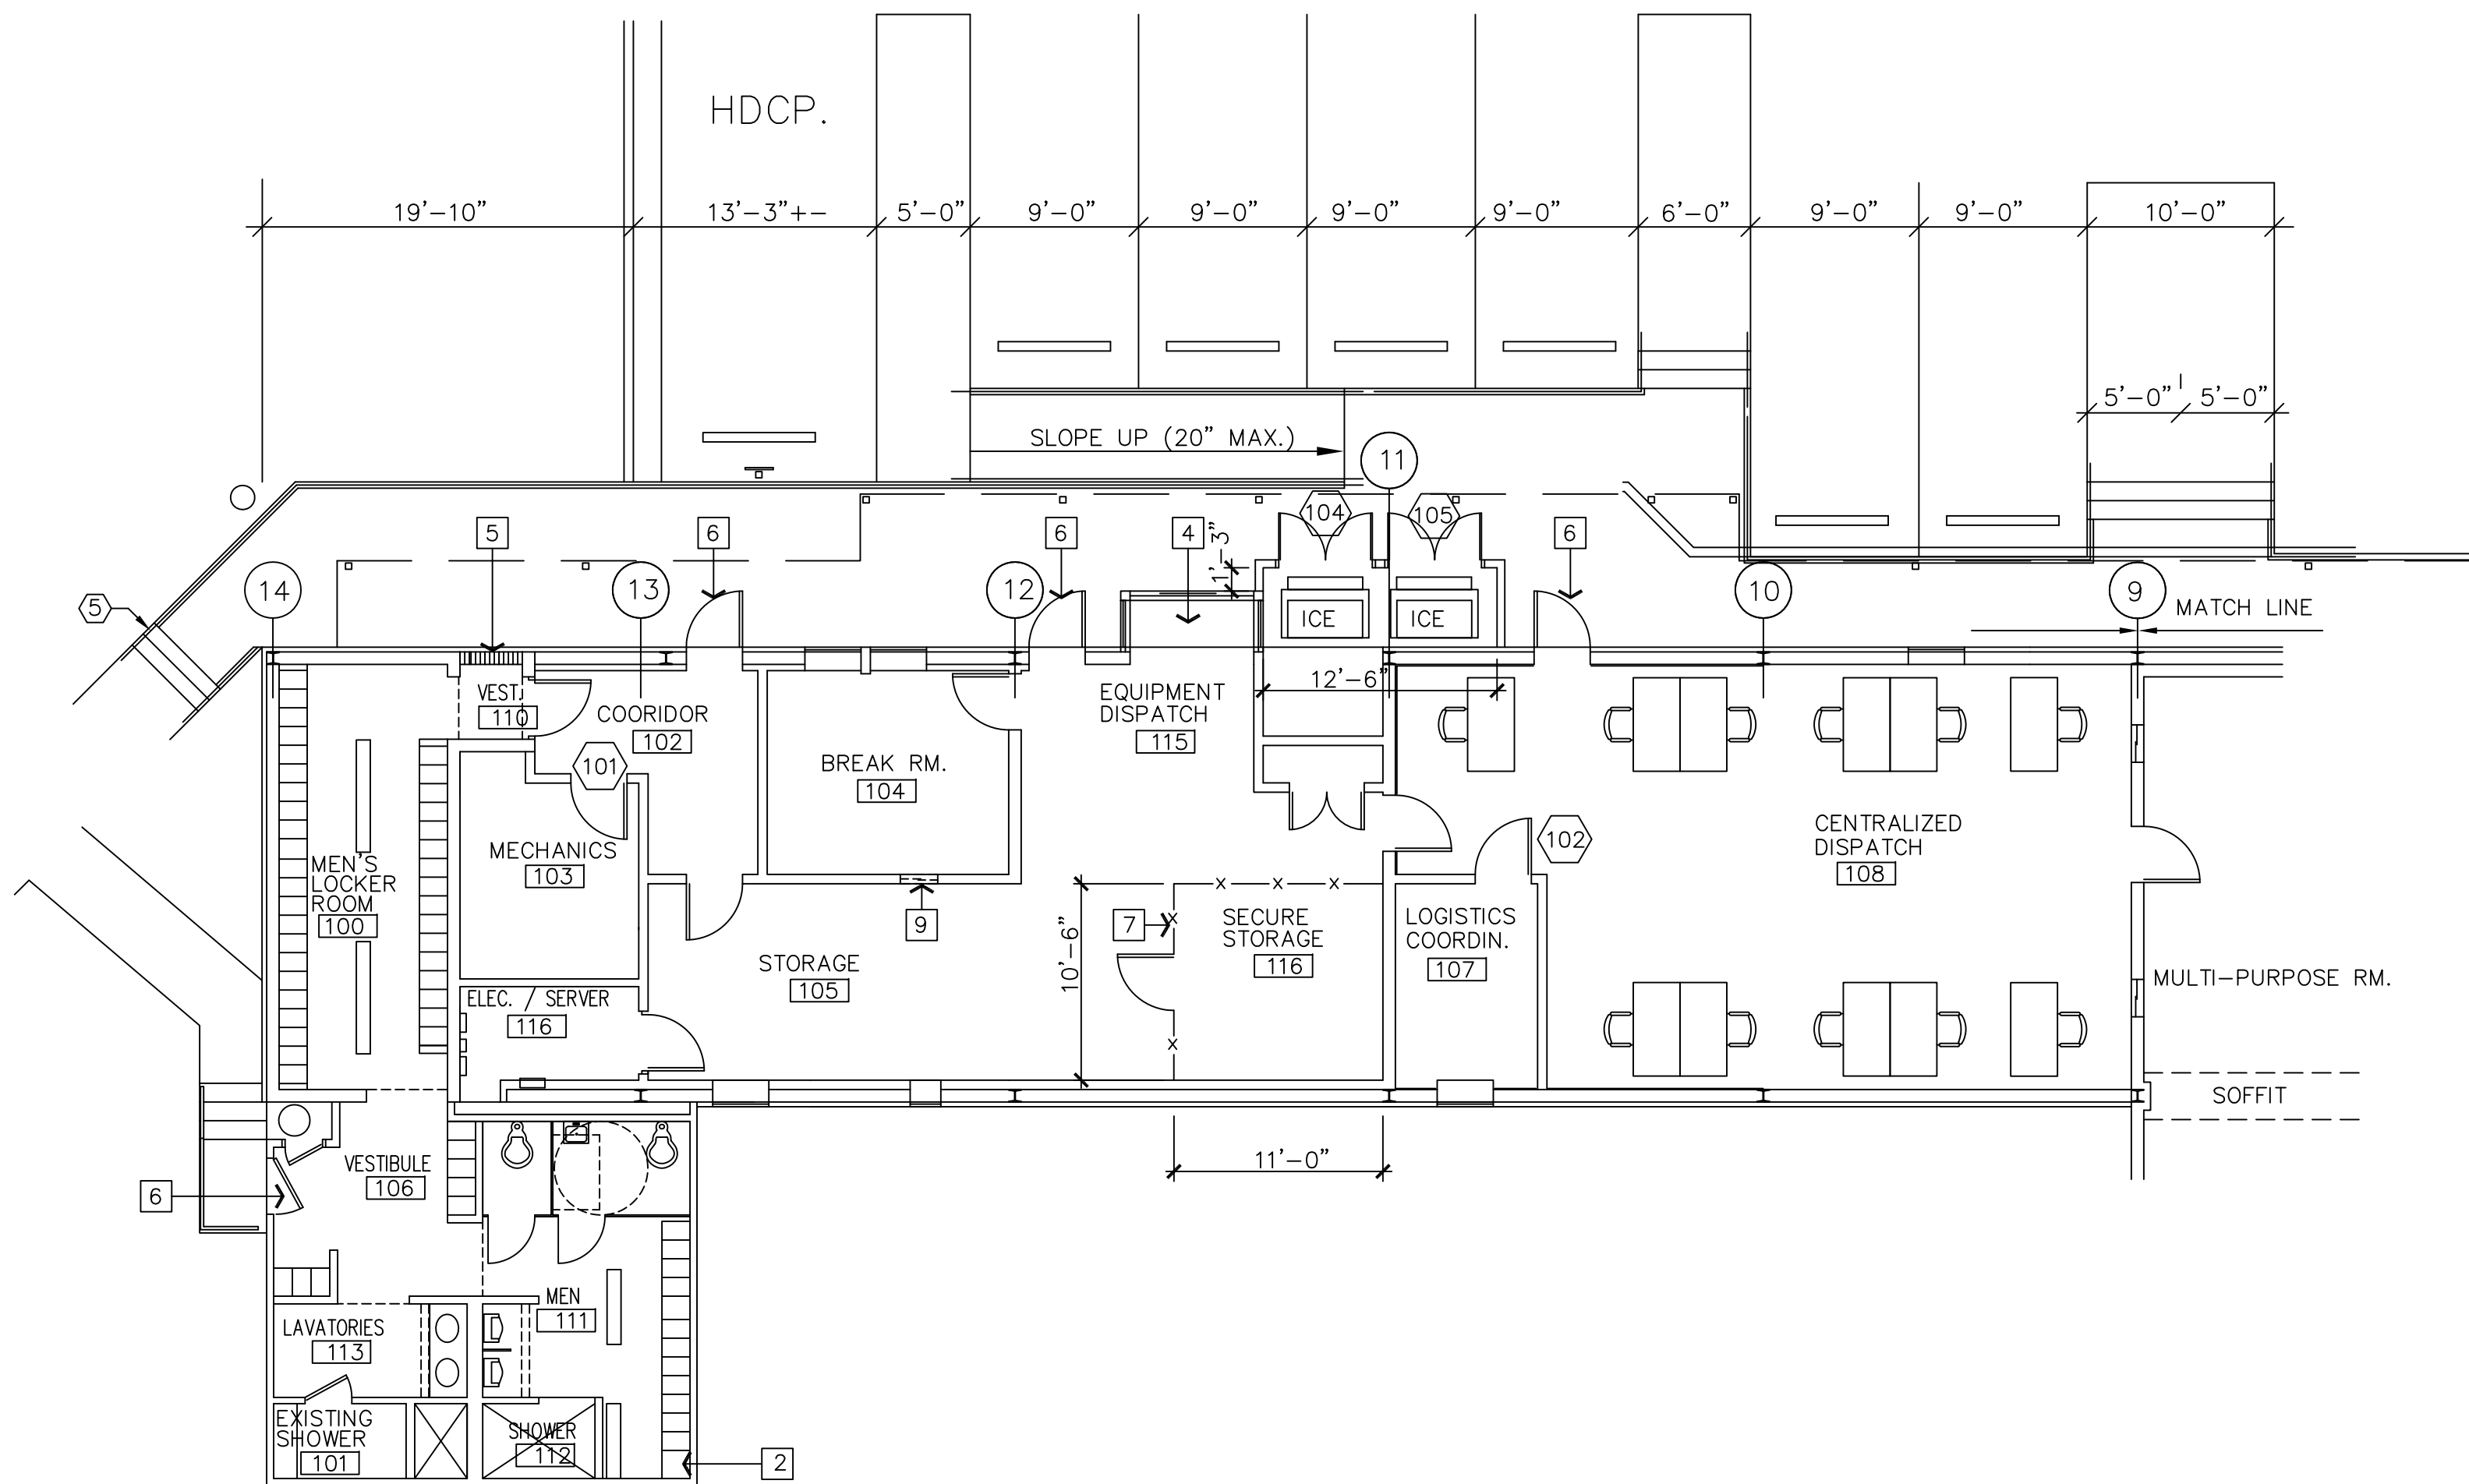 HDCP.
19'-10"
13'-3"+-
5'-0"
9'-0"
9'-0"
9'-0"
9'-0"
6'-0"
9'-0"
9'-0"
10'-0"
5'-0"
5'-0"
SLOPE UP (20" MAX.)
11
104
105
5
6
6
4
1'-3"
6
14
13
12
10
9
5
MATCH LINE
ICE
ICE
12'-6"
VEST.
110
COORIDOR
102
EQUIPMENT
DISPATCH
115
101
BREAK RM.
104
MECHANICS
103
CENTRALIZED
DISPATCH
108
102
MEN'S
LOCKER
ROOM
100
9
7
10'-6"
SECURE
STORAGE
116
LOGISTICS
COORDIN.
107
STORAGE
105
MULTI-PURPOSE RM.
ELEC. / SERVER
116
SOFFIT
VESTIBULE
106
6
11'-0"
MEN
111
LAVATORIES
113
EXISTING
SHOWER
101
SHOWER
112
2